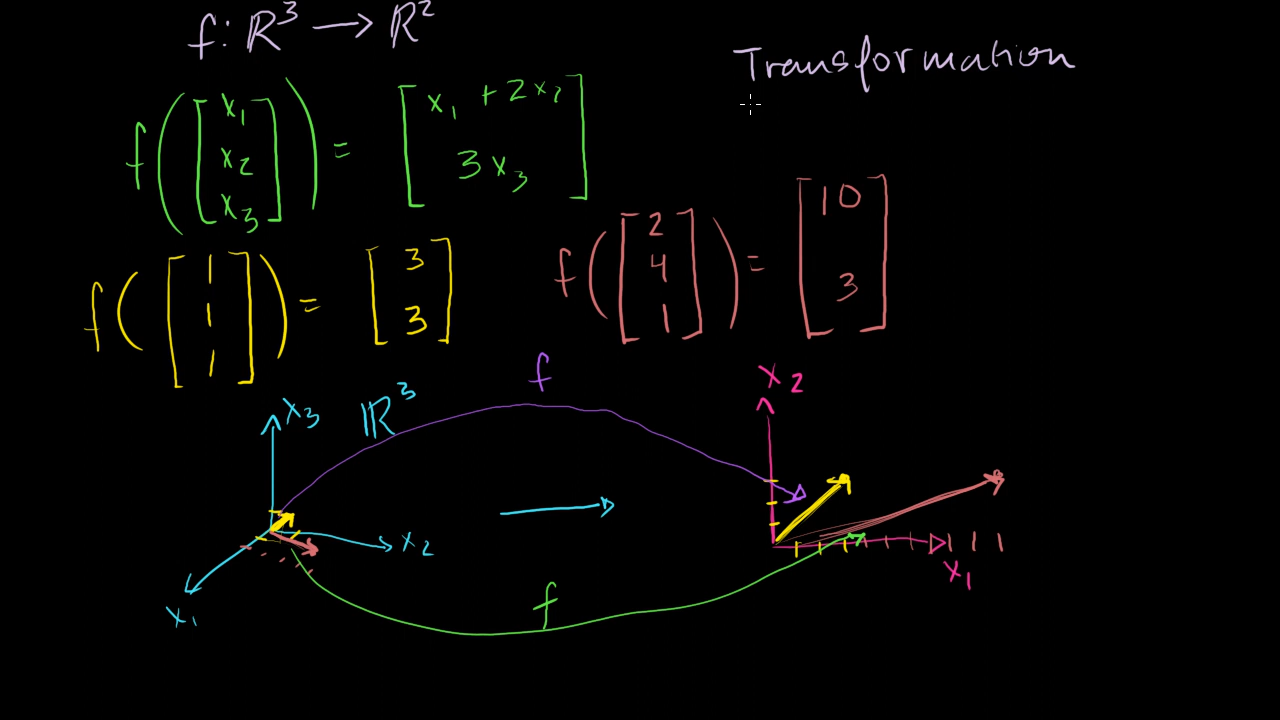 f: ℝ³ → ℝ²
Transformation
f([x₁ x₂ x₃]) = [x₁ + 2x₂ 3x₃]
f([1 1 1]) = [3 3]
f([2 4 1]) = [10 3]
f
x₃ ℝ³
x₂
x₂
x₁
x₁
f